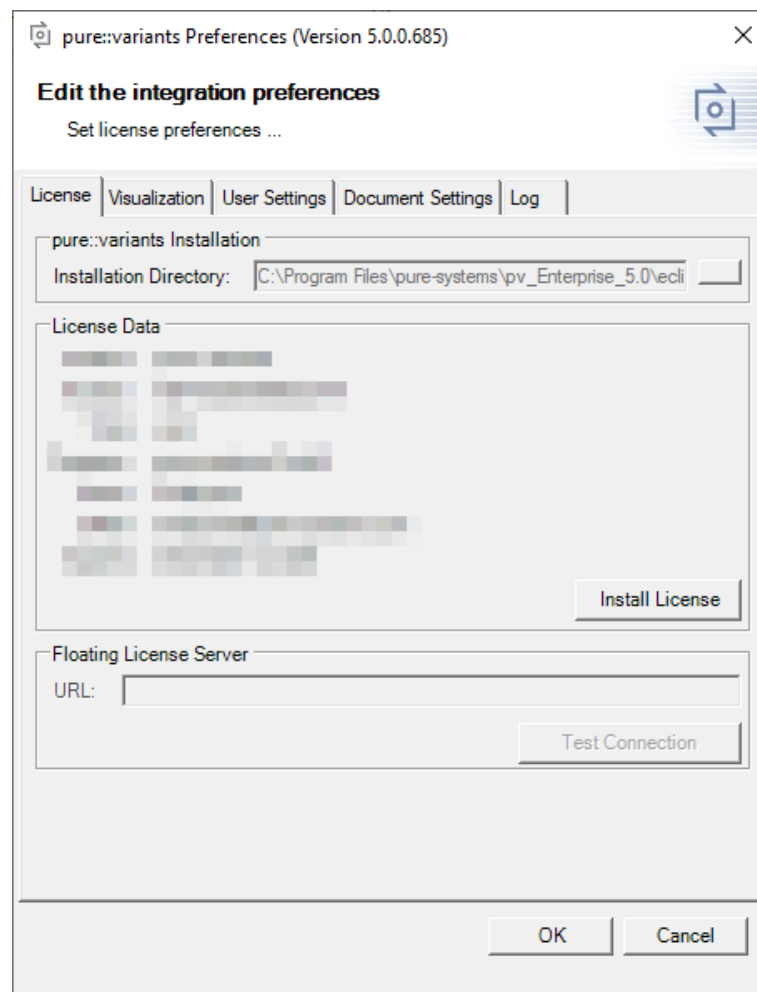 pure::variants Preferences (Version 5.0.0.685)
Edit the integration preferences
Set license preferences ...
License Visualization User Settings Document Settings Log
pure::variants Installation
Installation Directory: C:\Program Files\pure-systems\pv_Enterprise_5.0\ecli
License Data
Install License
Floating License Server
URL:
Test Connection
OK Cancel